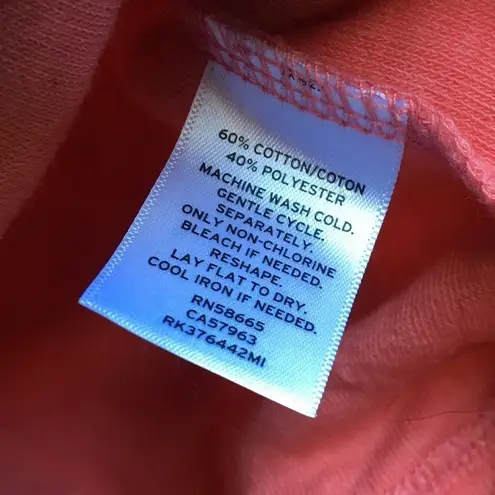 60% COTTON/COTON
40% POLYESTER
MACHINE WASH COLD.
GENTLE CYCLE.
SEPARATELY.
ONLY NON-CHLORINE
BLEACH IF NEEDED.
RESHAPE.
LAY FLAT TO DRY.
COOL IRON IF NEEDED.
RN58665
CA57963
RK376442MI